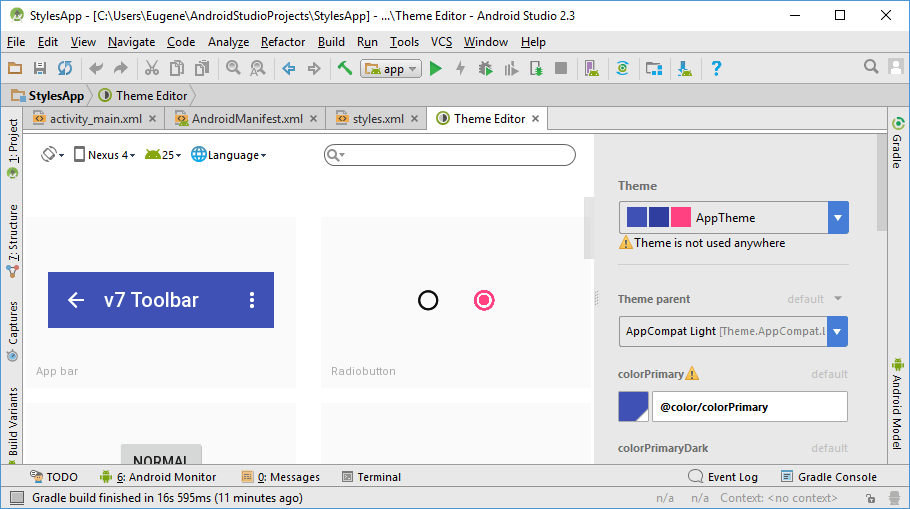 StylesApp - [C:\Users\Eugene\AndroidStudioProjects\StylesApp] - ...\Theme Editor - Android Studio 2.3
File Edit View Navigate Code Analyze Refactor Build Run Tools VCS Window Help
app
StylesApp Theme Editor
activity_main.xml AndroidManifest.xml styles.xml Theme Editor
1: Project
7: Structure
Captures
Build Variants
Nexus 4 25 Language
v7 Toolbar
App bar
Radiobutton
NORMAL
Theme
AppTheme
Theme is not used anywhere
Theme parent default
AppCompat Light [Theme.AppCompat.L
colorPrimary default
@color/colorPrimary
colorPrimaryDark default
Gradle
Android Model
TODO 6: Android Monitor 0: Messages Terminal Event Log Gradle Console
Gradle build finished in 16s 595ms (11 minutes ago) n/a n/a Context: <no context>